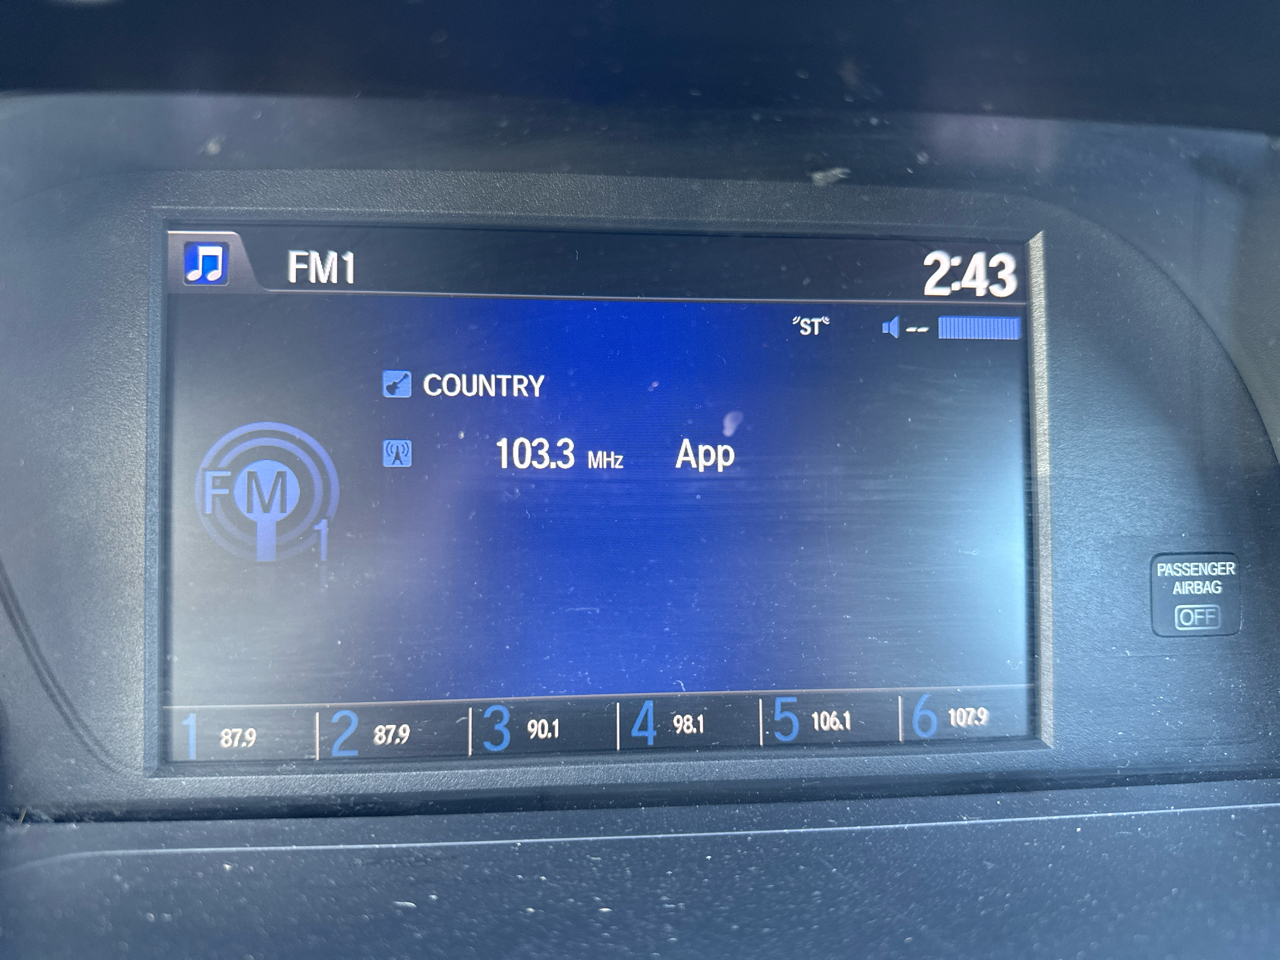 FM1
2:43
ST
--
COUNTRY
103.3 MHz App
FM
1
1 87.9 2 87.9 3 90.1 4 98.1 5 106.1 6 107.9
PASSENGER
AIRBAG
OFF